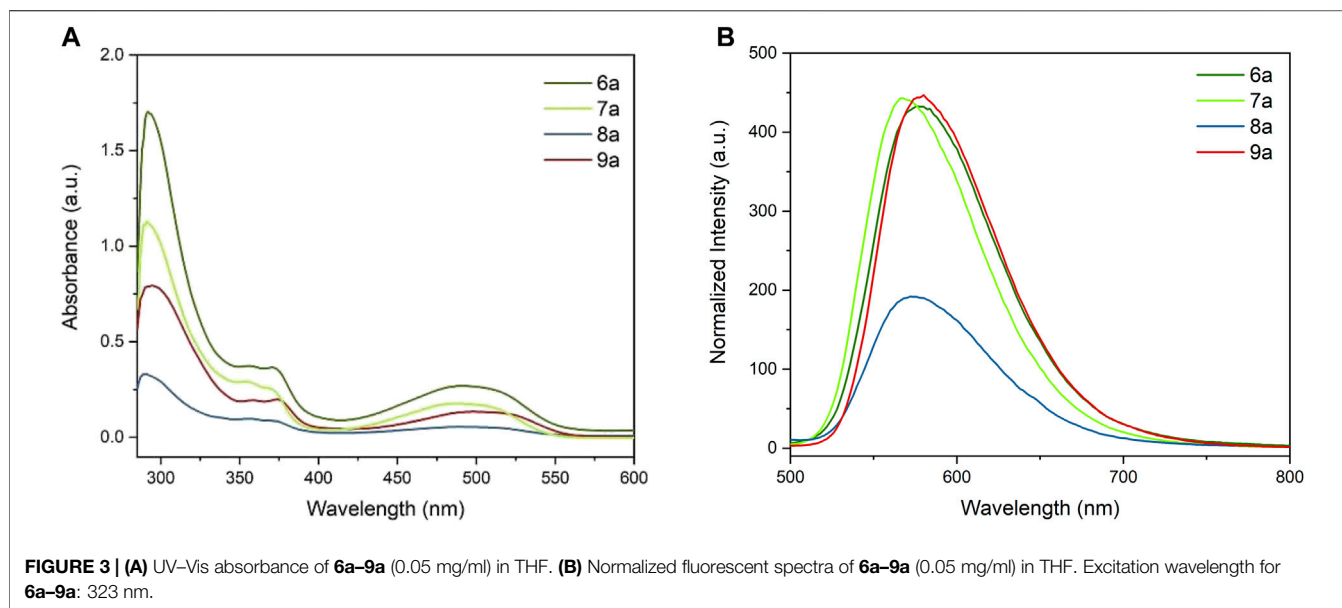 A
2.0
1.5
1.0
0.5
0.0
Absorbance (a.u.)
6a
7a
8a
9a
300 350 400 450 500 550 600
Wavelength (nm)
B
500
400
300
200
100
0
Normalized Intensity (a.u.)
6a
7a
8a
9a
500 600 700 800
Wavelength (nm)
FIGURE 3 | (A) UV–Vis absorbance of 6a–9a (0.05 mg/ml) in THF. (B) Normalized fluorescent spectra of 6a–9a (0.05 mg/ml) in THF. Excitation wavelength for
6a–9a: 323 nm.